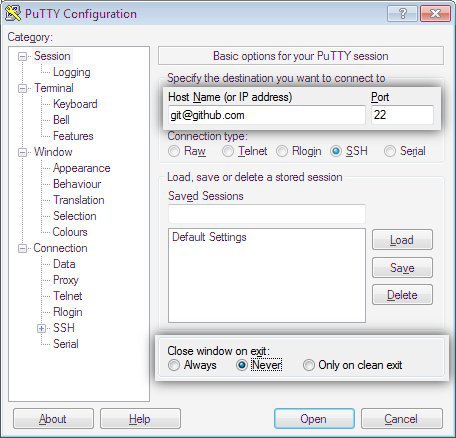 PuTTY Configuration
Category:
Session
Logging
Terminal
Keyboard
Bell
Features
Window
Appearance
Behaviour
Translation
Selection
Colours
Connection
Data
Proxy
Telnet
Rlogin
SSH
Serial
Basic options for your PuTTY session
Specify the destination you want to connect to
Host Name (or IP address) Port
git@github.com 22
Connection type:
Raw Telnet Rlogin SSH Serial
Load, save or delete a stored session
Saved Sessions
Default Settings
Load
Save
Delete
Close window on exit:
Always Never Only on clean exit
About Help Open Cancel